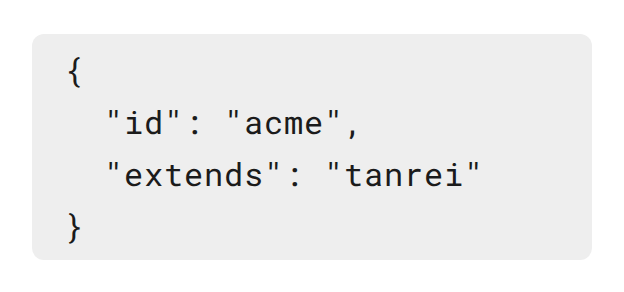 {
  "id": "acme",
  "extends": "tanrei"
}